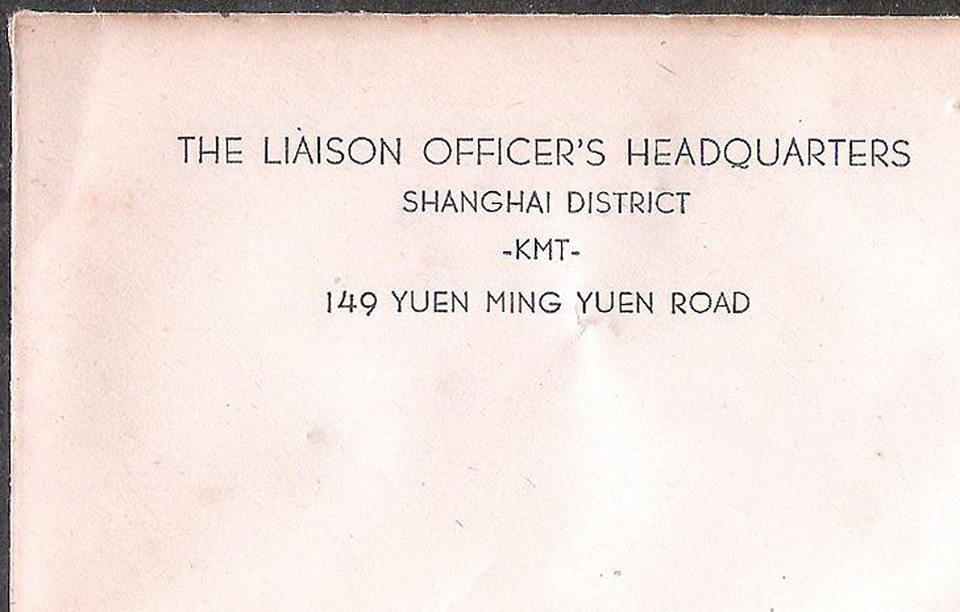 THE LIAISON OFFICER'S HEADQUARTERS
SHANGHAI DISTRICT
-KMT-
149 YUEN MING YUEN ROAD